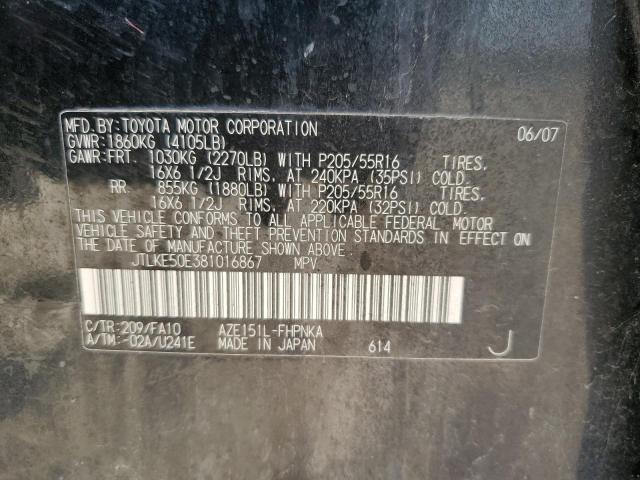 MFD.BY:TOYOTA MOTOR CORPORATION 06/07
GVWR:1860KG (4105LB)
GAWR:FRT. 1030KG (2270LB) WITH P205/55R16 TIRES,
16X6 1/2J RIMS, AT 240KPA (35PSI) COLD.
RR. 855KG (1880LB) WITH P205/55R16 TIRES,
16X6 1/2J RIMS, AT 220KPA (32PSI) COLD.
THIS VEHICLE CONFORMS TO ALL APPLICABLE FEDERAL MOTOR
VEHICLE SAFETY AND THEFT PREVENTION STANDARDS IN EFFECT ON
THE DATE OF MANUFACTURE SHOWN ABOVE.
JTLKE50E381016867 MPV
C/TR:209/FA10 AZE151L-FHPNKA
A/TM:-02A/U241E MADE IN JAPAN 614 J